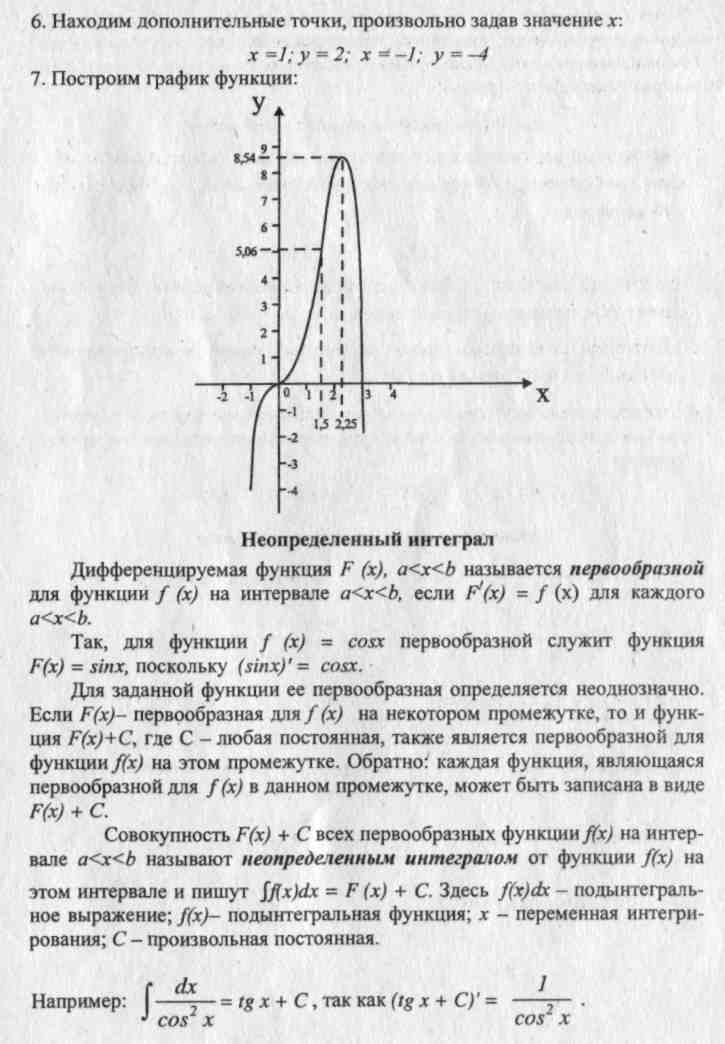 6. Находим дополнительные точки, произвольно задав значение x:
x =1; y = 2;  x = –1;  y = –4
7. Построим график функции:
У
9
8,54
8
7
6
5,06
4
3
2
1
-2 -1 0 1 2 3 4 Х
-1
1,5 2,25
-2
-3
-4
Неопределенный интеграл
Дифференцируемая функция F (x), a<x<b называется первообразной
для функции f (x) на интервале a<x<b, если F'(x) = f (x) для каждого
a<x<b.
Так, для функции f (x) = cosx первообразной служит функция
F(x) = sinx, поскольку (sinx)' = cosx.
Для заданной функции ее первообразная определяется неоднозначно.
Если F(x)– первообразная для f (x) на некотором промежутке, то и функ-
ция F(x)+C, где С – любая постоянная, также является первообразной для
функции f(x) на этом промежутке. Обратно: каждая функция, являющаяся
первообразной для f (x) в данном промежутке, может быть записана в виде
F(x) + C.
Совокупность F(x) + C всех первообразных функции f(x) на интер-
вале a<x<b называют неопределенным интегралом от функции f(x) на
этом интервале и пишут ∫f(x)dx = F (x) + C. Здесь f(x)dx – подынтеграль-
ное выражение; f(x)– подынтегральная функция; x – переменная интегри-
рования; C – произвольная постоянная.
Например: ∫ dx / cos² x = tg x + C , так как (tg x + C)' = 1 / cos² x .